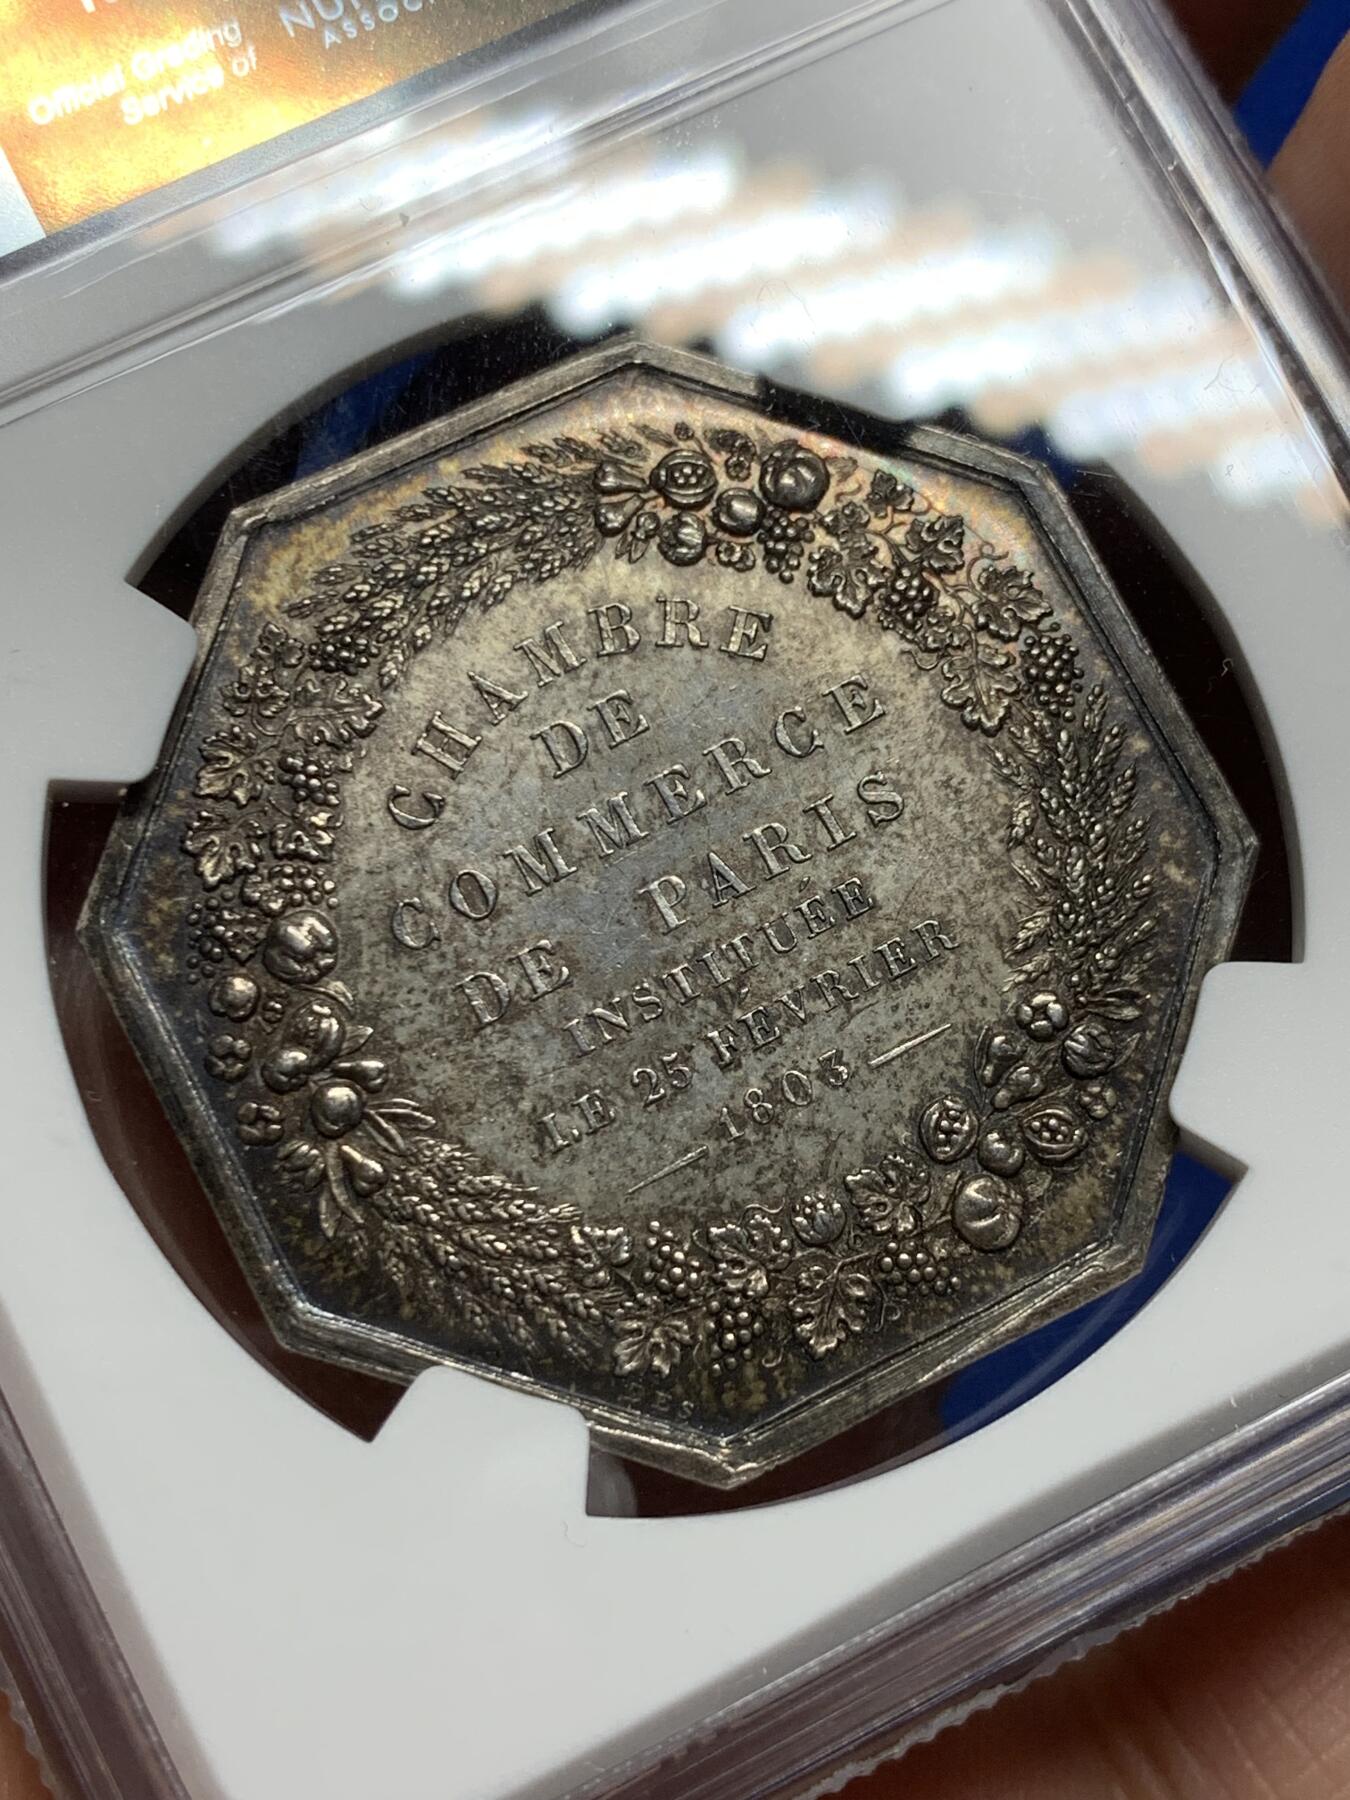 Official Grading
Service of
CHAMBRE
DE
COMMERCE
DE PARIS
INSTITUÉE
LE 25 FÉVRIER
— 1803 —